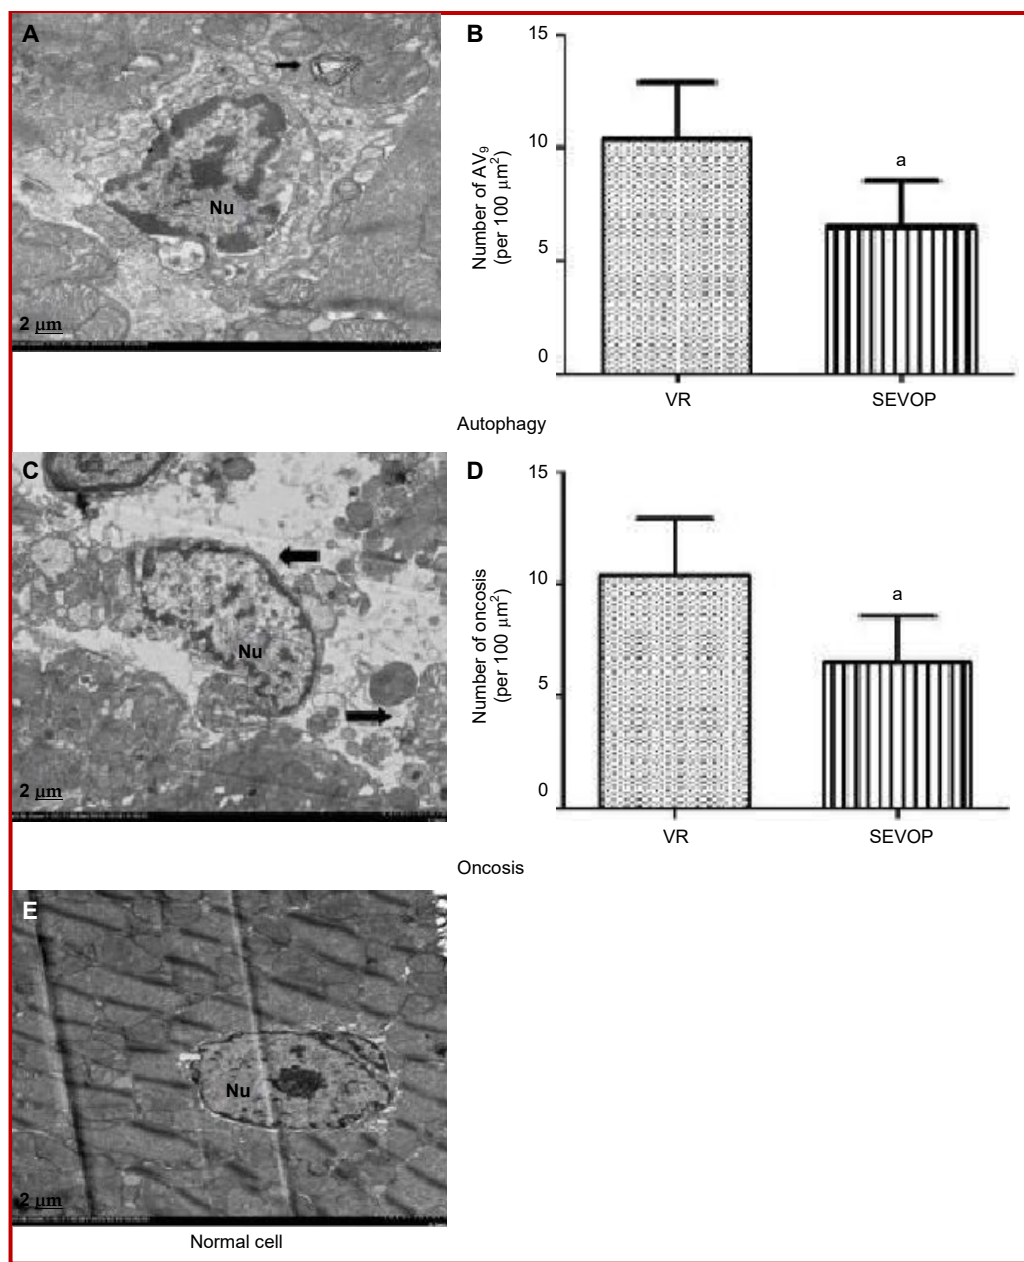 A
Nu
2 µm
B
15
10
5
0
Number of AV9
(per 100 µm2)
a
VR SEVOP
Autophagy
C
Nu
2 µm
D
15
10
5
0
Number of oncosis
(per 100 µm2)
a
VR SEVOP
Oncosis
E
Nu
2 µm
Normal cell